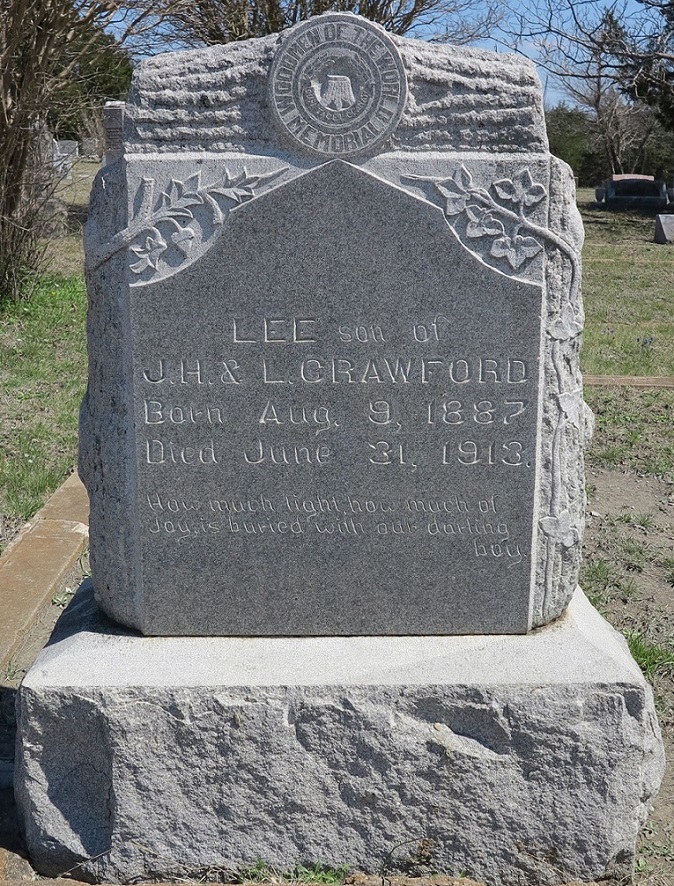 WOODMEN OF THE WORLD
MEMORIAL
LEE son of
J.H. & L. CRAWFORD
Born Aug. 9, 1887
Died June 31, 1913.
How much light, how much of
Joy, is buried with our darling
boy.